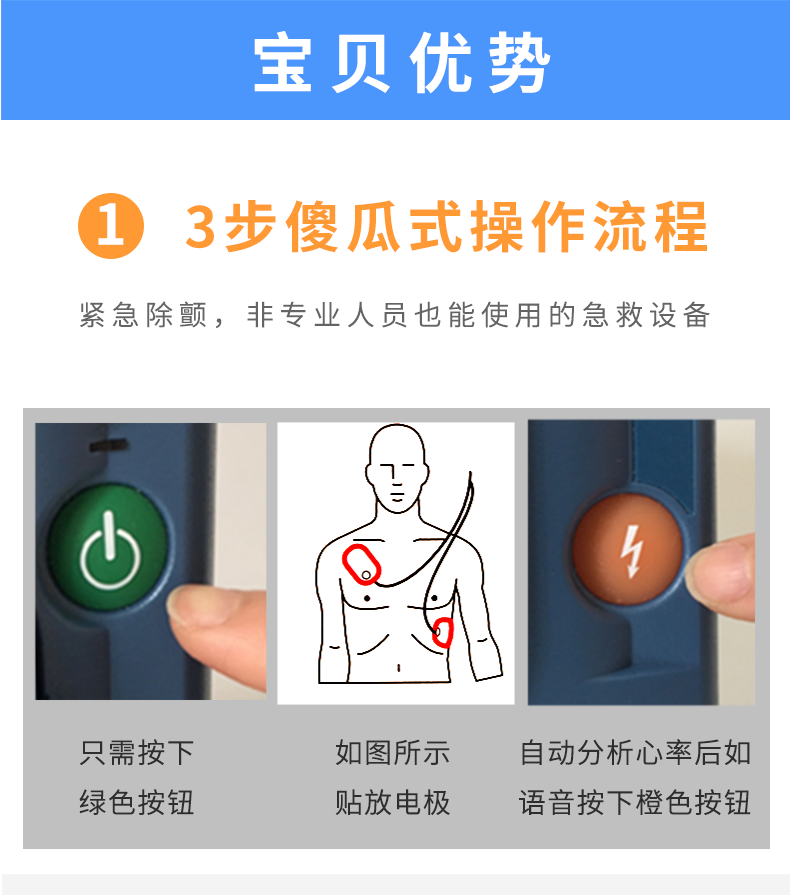 宝贝优势
1 3步傻瓜式操作流程
紧急除颤，非专业人员也能使用的急救设备
只需按下
绿色按钮
如图所示
贴放电极
自动分析心率后如
语音按下橙色按钮